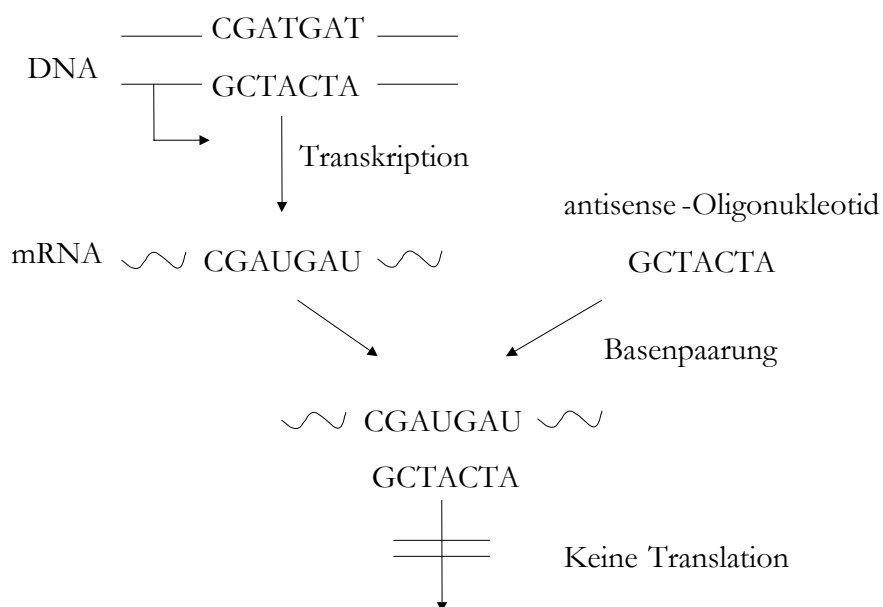 CGATGAT
DNA
GCTACTA
Transkription
antisense -Oligonukleotid
mRNA
CGAUGAU
GCTACTA
Basenpaarung
CGAUGAU
GCTACTA
Keine Translation